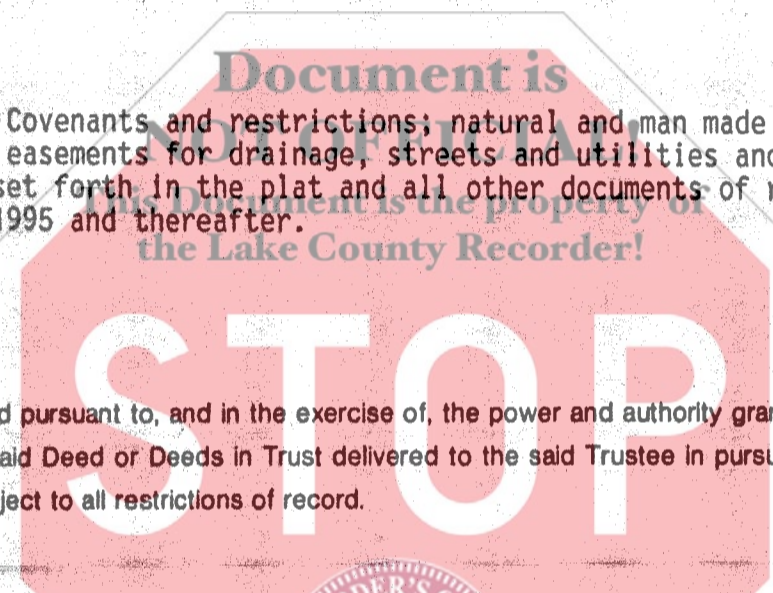 Document is
NOT OFFICIAL!
This Document is the property of
the Lake County Recorder!
Covenants and restrictions; natural and man made
easements for drainage, streets and utilities and
set forth in the plat and all other documents of r
1995 and thereafter.
STOP
d pursuant to, and in the exercise of, the power and authority gran
aid Deed or Deeds in Trust delivered to the said Trustee in pursu
ject to all restrictions of record.
DER'S